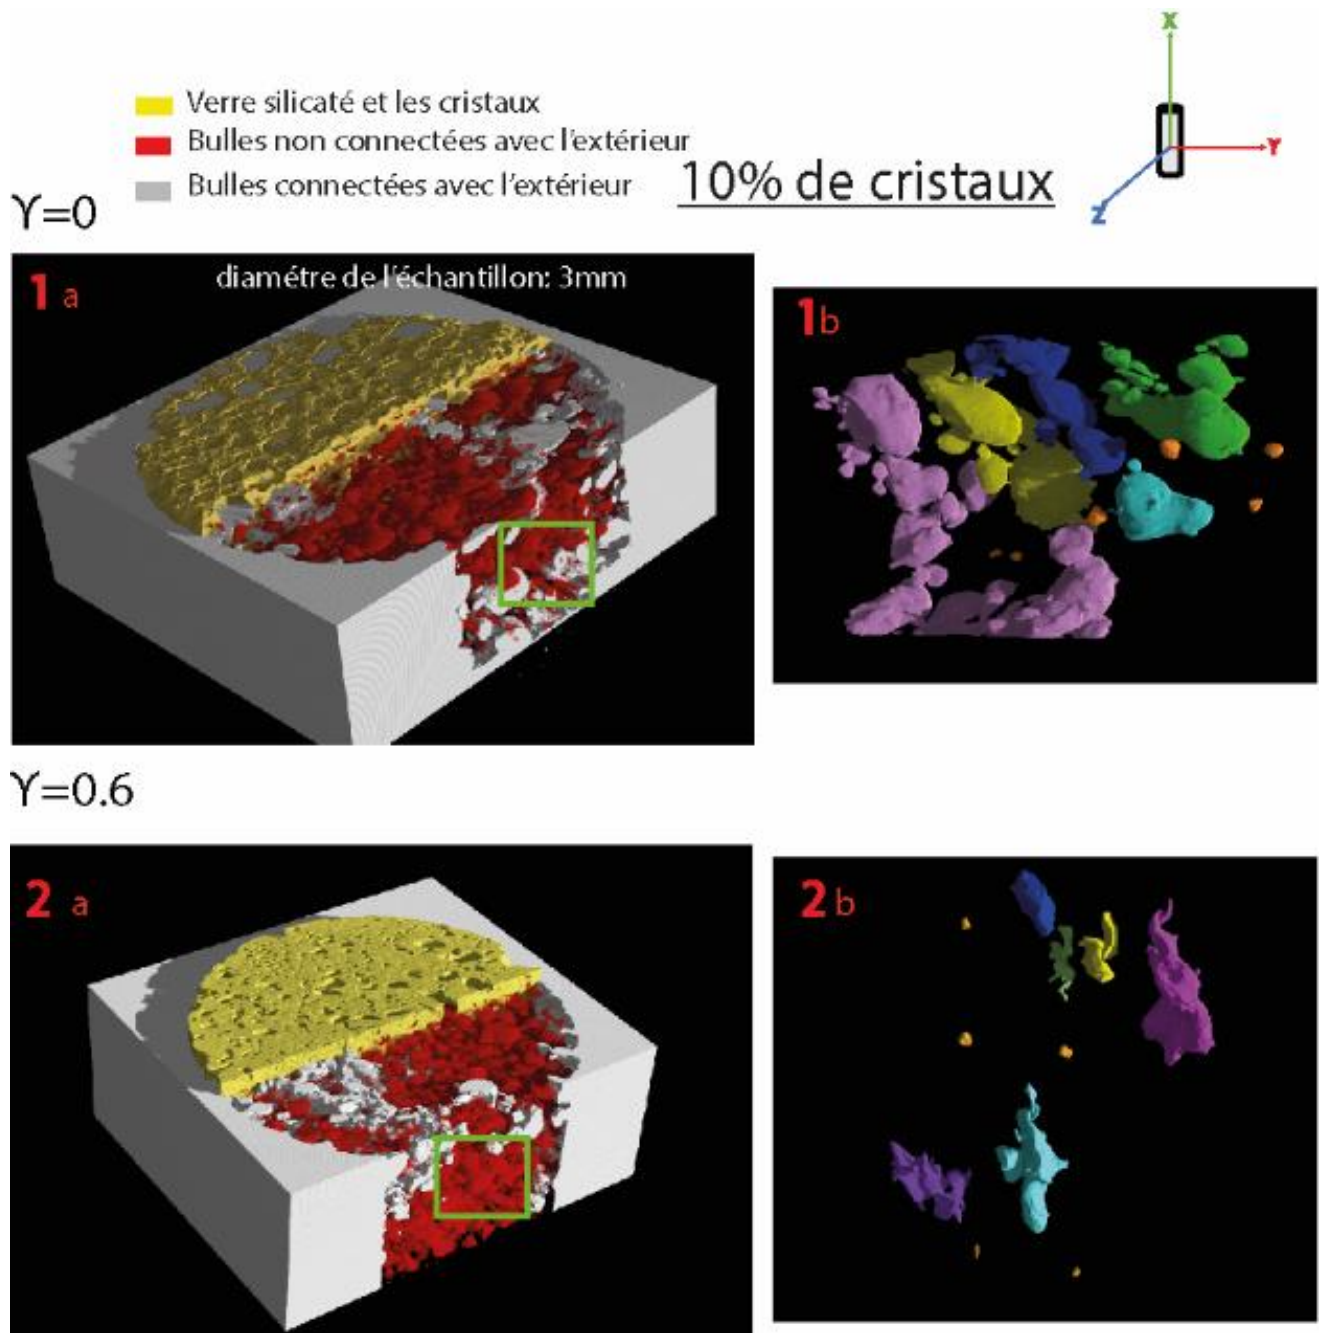 X
Verre silicaté et les cristaux
Bulles non connectées avec l'extérieur
Bulles connectées avec l'extérieur
10% de cristaux
Y
Z
ϒ=0
1 a
diamétre de l'échantillon: 3mm
1 b
ϒ=0.6
2 a
2 b